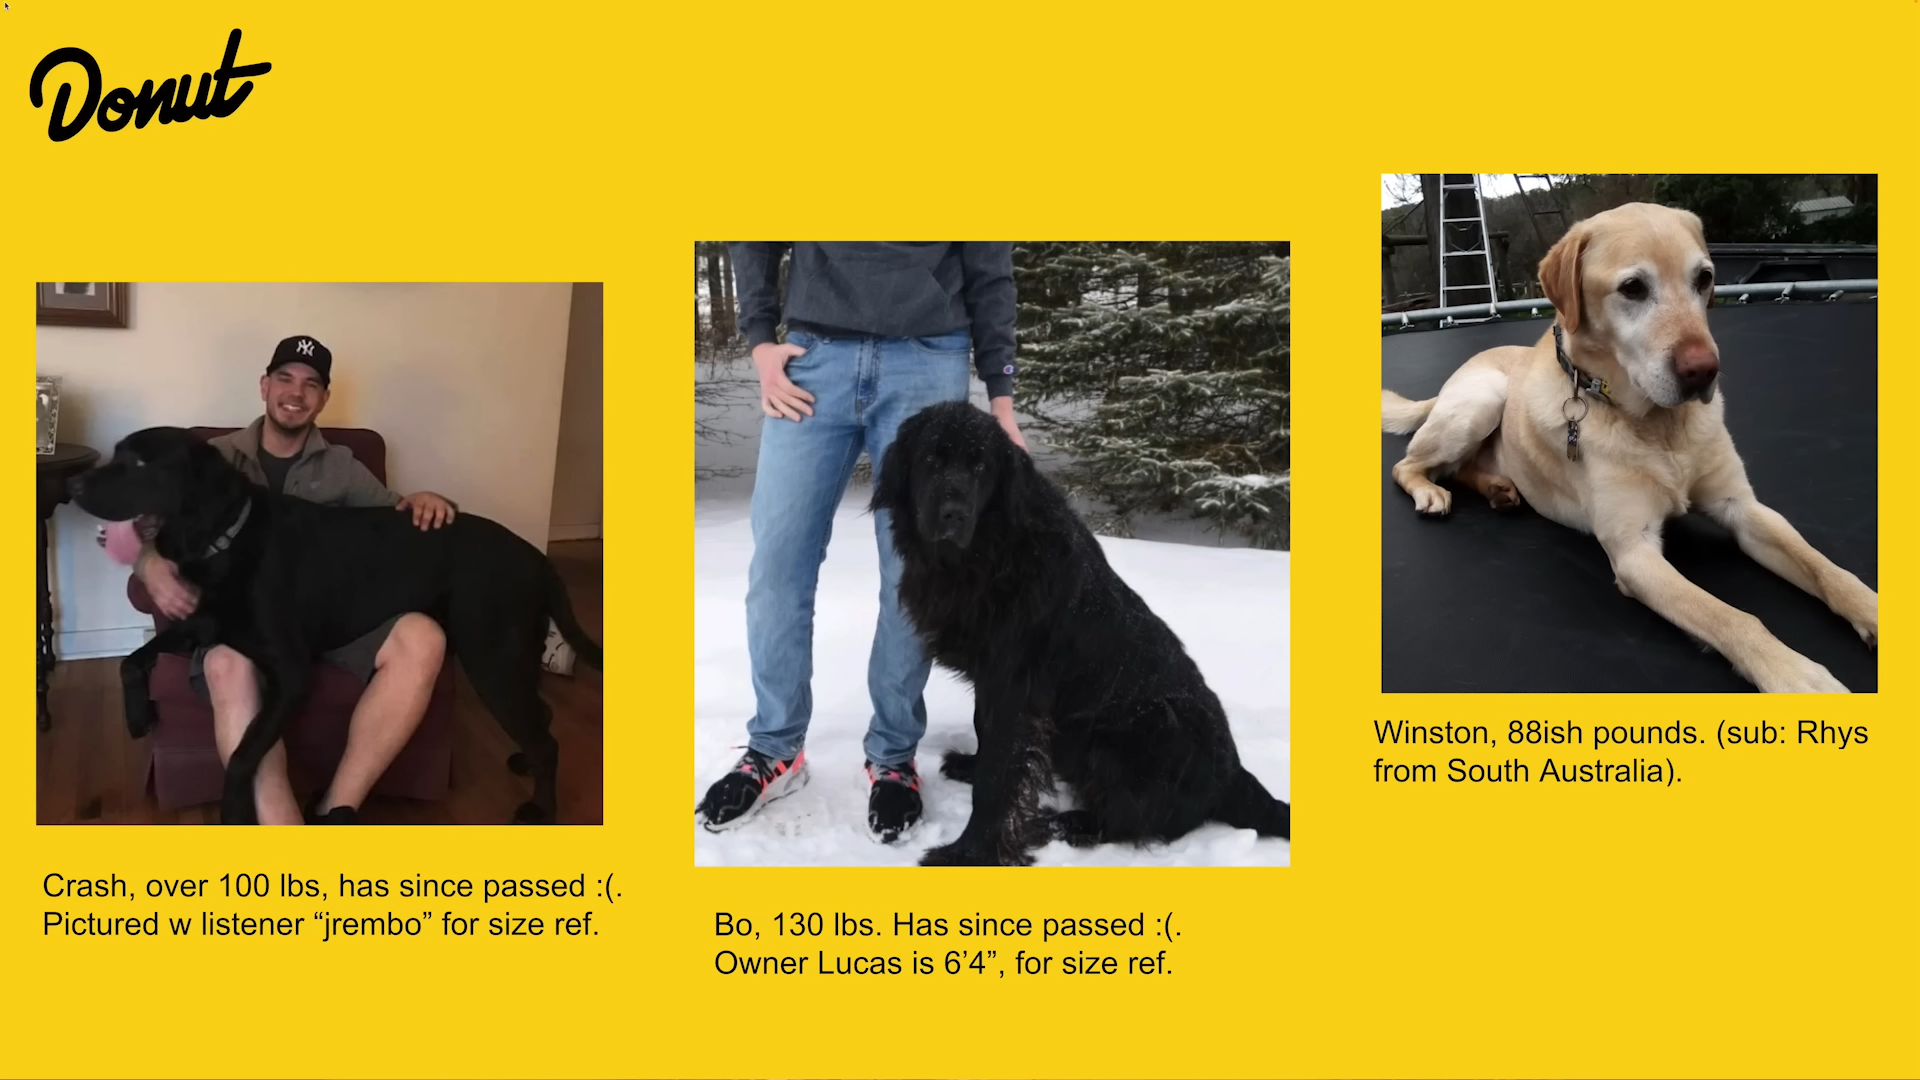 Donut
NY
Crash, over 100 lbs, has since passed :(.
Pictured w listener “jrembo” for size ref.
Bo, 130 lbs. Has since passed :(.
Owner Lucas is 6’4”, for size ref.
Winston, 88ish pounds. (sub: Rhys
from South Australia).